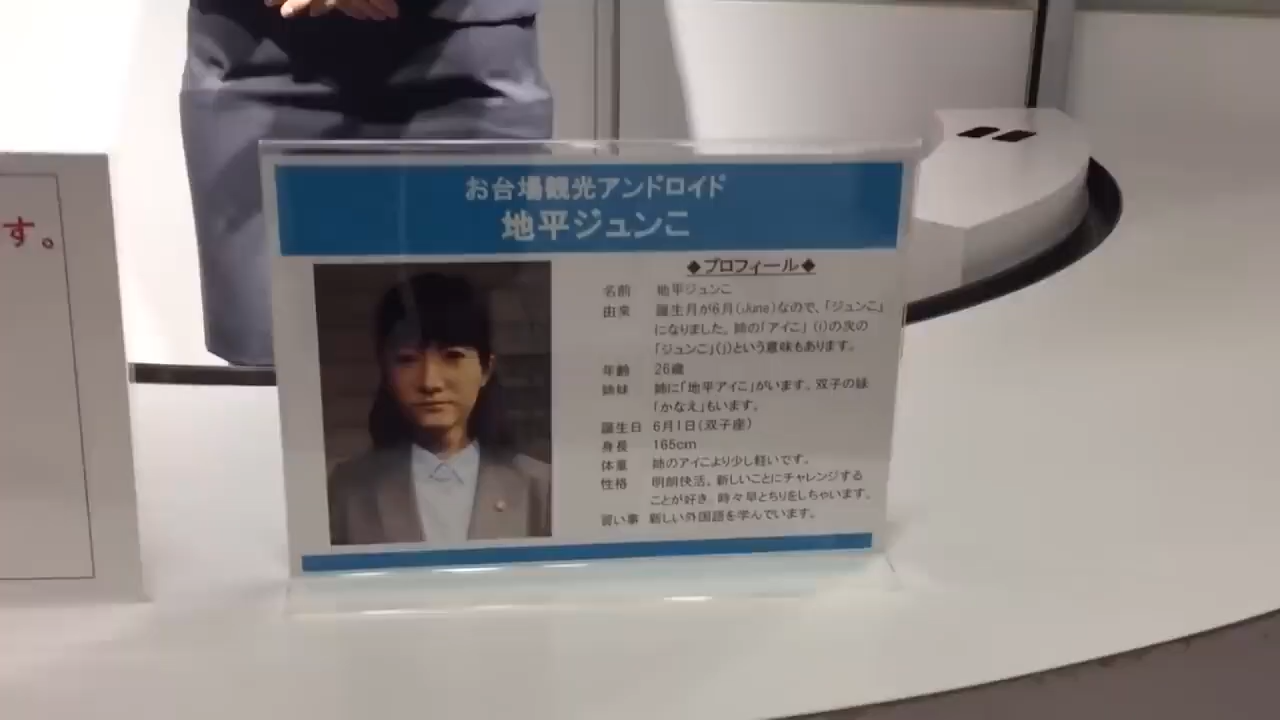 す。
お台場観光アンドロイド
地平ジュンこ
◆プロフィール◆
名前 地平ジュンこ
由来 誕生月が6月(June)なので、「ジュンこ」
になりました。姉の「アイこ」(i)の次の
「ジュンこ」(j)という意味もあります。
年齢 26歳
姉妹 姉に「地平アイこ」がいます。双子の妹
「かなえ」もいます。
誕生日 6月1日(双子座)
身長 165cm
体重 姉のアイこより少し軽いです。
性格 明朗快活。新しいことにチャレンジする
ことが好き。時々早とちりをしちゃいます。
習い事 新しい外国語を学んでいます。